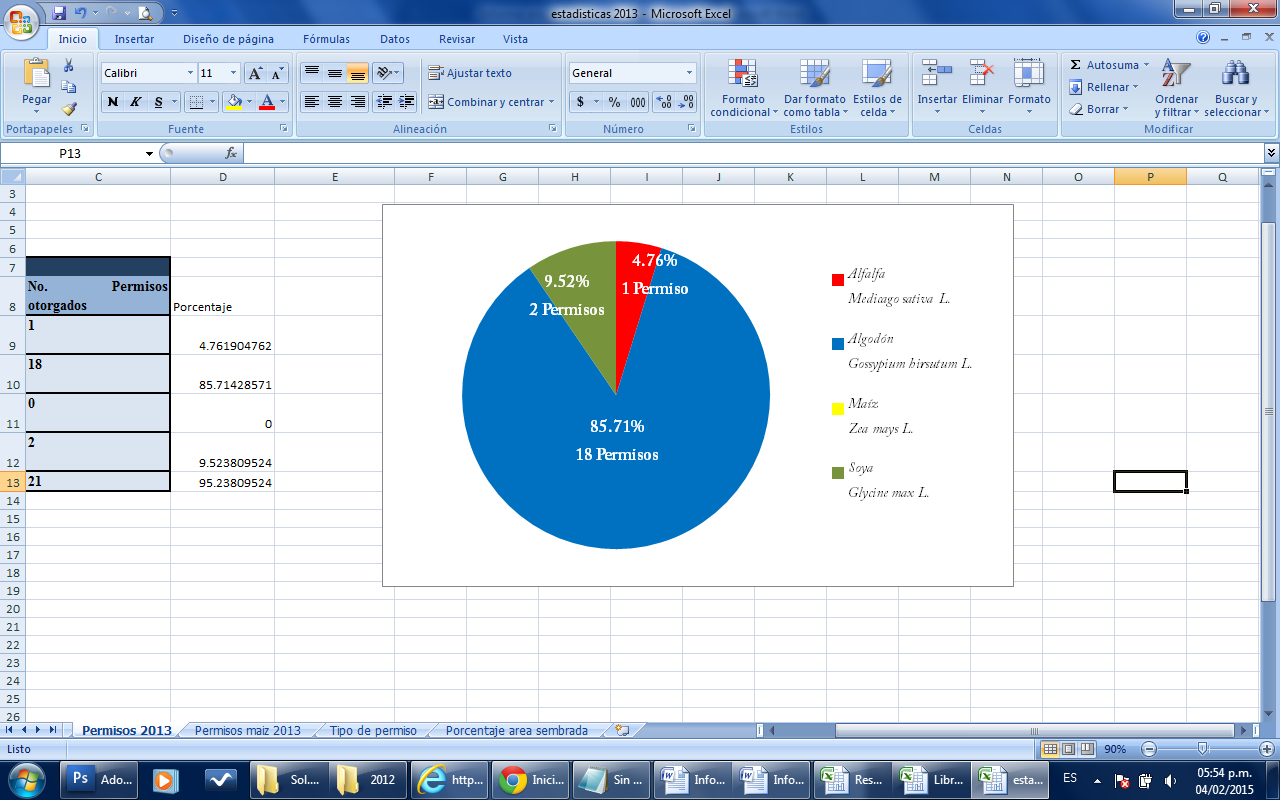 estadisticas 2013 - Microsoft Excel
Inicio Insertar Diseño de página Fórmulas Datos Revisar Vista
Pegar
Portapapeles
Calibri 11
N K S
Fuente
Ajustar texto
Combinar y centrar
Alineación
General
$ % 000
Número
Formato condicional
Dar formato como tabla
Estilos de celda
Estilos
Insertar Eliminar Formato
Celdas
Autosuma
Rellenar
Borrar
Ordenar y filtrar
Buscar y seleccionar
Modificar
P13 fx
C D E F G H I J K L M N O P Q
3
4
5
6
7
8 No. Permisos otorgados Porcentaje
9 1 4.761904762
10 18 85.71428571
11 0 0
12 2 9.523809524
13 21 95.23809524
14
15
16
17
18
19
20
21
22
23
24
25
26
4.76%
1 Permiso
9.52%
2 Permisos
85.71%
18 Permisos
Alfalfa
Medicago sativa L.
Algodón
Gossypium hirsutum L.
Maíz
Zea mays L.
Soya
Glycine max L.
Permisos 2013 Permisos maiz 2013 Tipo de permiso Porcentaje area sembrada
Listo 90%
Ps Ado... Sol... 2012 http... Inici... Sin ... Info... Info... Res... Libr... esta... ES 05:54 p.m.
04/02/2015